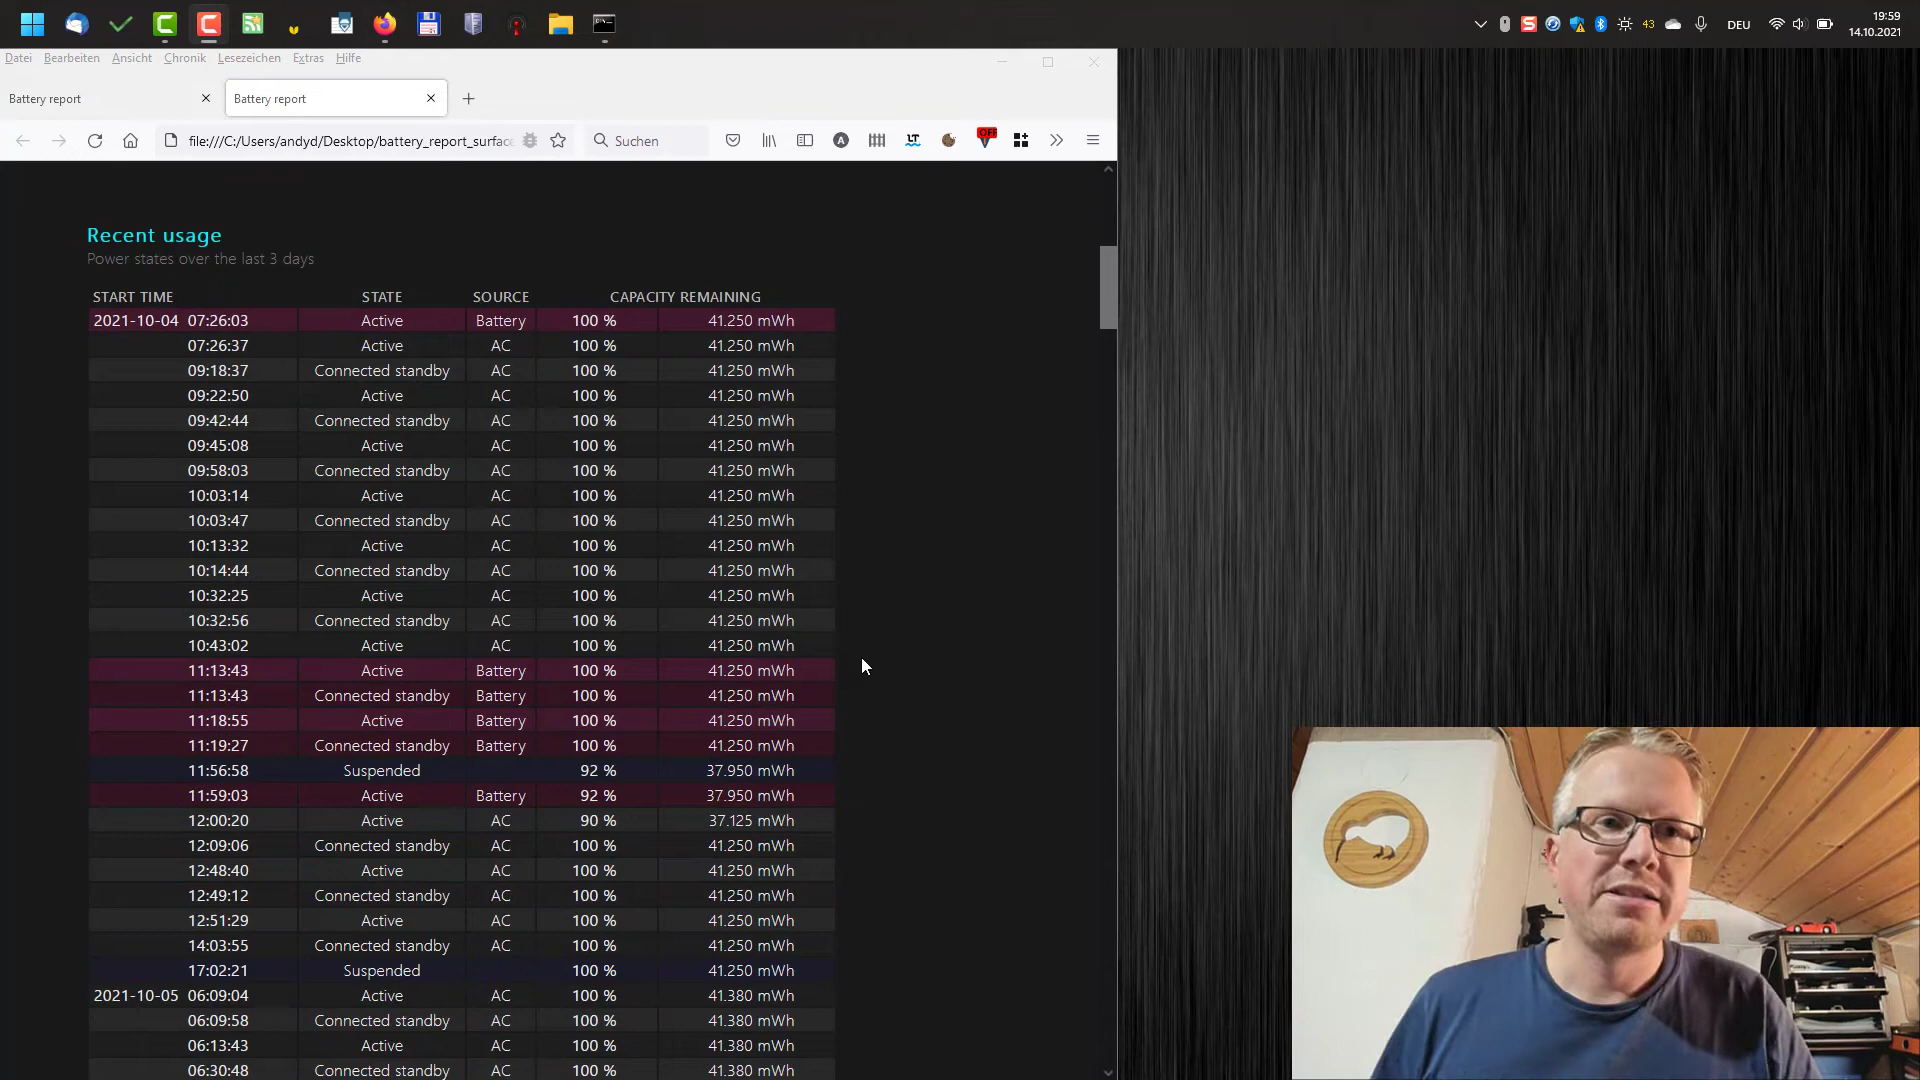 43
DEU
19:59
14.10.2021
Datei Bearbeiten Ansicht Chronik Lesezeichen Extras Hilfe
Battery report
Battery report
file:///C:/Users/andyd/Desktop/battery_report_surface
Suchen
A
LT
OFF
Recent usage
Power states over the last 3 days
START TIME STATE SOURCE CAPACITY REMAINING
2021-10-04 07:26:03 Active Battery 100 % 41.250 mWh
07:26:37 Active AC 100 % 41.250 mWh
09:18:37 Connected standby AC 100 % 41.250 mWh
09:22:50 Active AC 100 % 41.250 mWh
09:42:44 Connected standby AC 100 % 41.250 mWh
09:45:08 Active AC 100 % 41.250 mWh
09:58:03 Connected standby AC 100 % 41.250 mWh
10:03:14 Active AC 100 % 41.250 mWh
10:03:47 Connected standby AC 100 % 41.250 mWh
10:13:32 Active AC 100 % 41.250 mWh
10:14:44 Connected standby AC 100 % 41.250 mWh
10:32:25 Active AC 100 % 41.250 mWh
10:32:56 Connected standby AC 100 % 41.250 mWh
10:43:02 Active AC 100 % 41.250 mWh
11:13:43 Active Battery 100 % 41.250 mWh
11:13:43 Connected standby Battery 100 % 41.250 mWh
11:18:55 Active Battery 100 % 41.250 mWh
11:19:27 Connected standby Battery 100 % 41.250 mWh
11:56:58 Suspended 92 % 37.950 mWh
11:59:03 Active Battery 92 % 37.950 mWh
12:00:20 Active AC 90 % 37.125 mWh
12:09:06 Connected standby AC 100 % 41.250 mWh
12:48:40 Active AC 100 % 41.250 mWh
12:49:12 Connected standby AC 100 % 41.250 mWh
12:51:29 Active AC 100 % 41.250 mWh
14:03:55 Connected standby AC 100 % 41.250 mWh
17:02:21 Suspended 100 % 41.250 mWh
2021-10-05 06:09:04 Active AC 100 % 41.380 mWh
06:09:58 Connected standby AC 100 % 41.380 mWh
06:13:43 Active AC 100 % 41.380 mWh
06:30:48 Connected standby AC 100 % 41.380 mWh